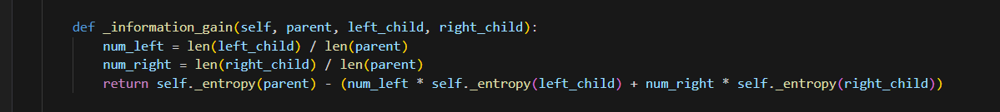 def _information_gain(self, parent, left_child, right_child):
num_left = len(left_child) / len(parent)
num_right = len(right_child) / len(parent)
return self._entropy(parent) - (num_left * self._entropy(left_child) + num_right * self._entropy(right_child))